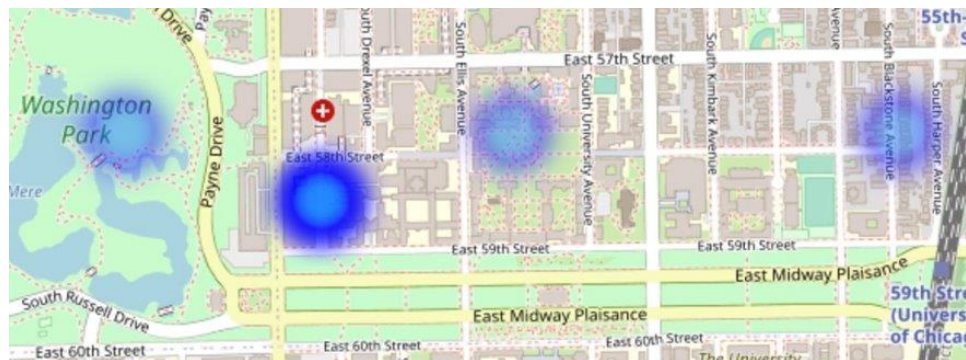 Drive
Pay
outh Drexel Avenue
South Ellis Avenue
55th-
S
East 57th Street
South University Avenue
South Kimbark Avenue
South Blackstone Avenue
South Harper Avenue
Washington
Park
Payne Drive
East 58th Street
Mere
East 59th Street
East 59th Street
East Midway Plaisance
South Russell Drive
East Midway Plaisance
59th Stre
(Univers
of Chicag
East 60th Street
East 60th Street
East 60th Street
The University